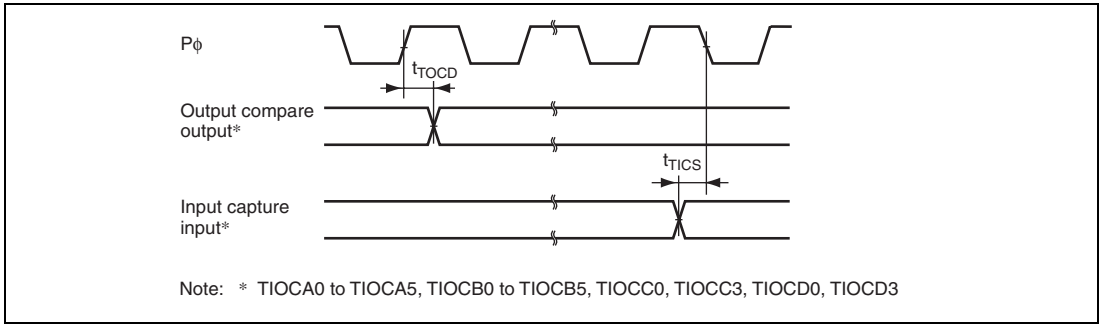 Pϕ
tTOCD
Output compare
output*
tTICS
Input capture
input*
Note: * TIOCA0 to TIOCA5, TIOCB0 to TIOCB5, TIOCC0, TIOCC3, TIOCD0, TIOCD3